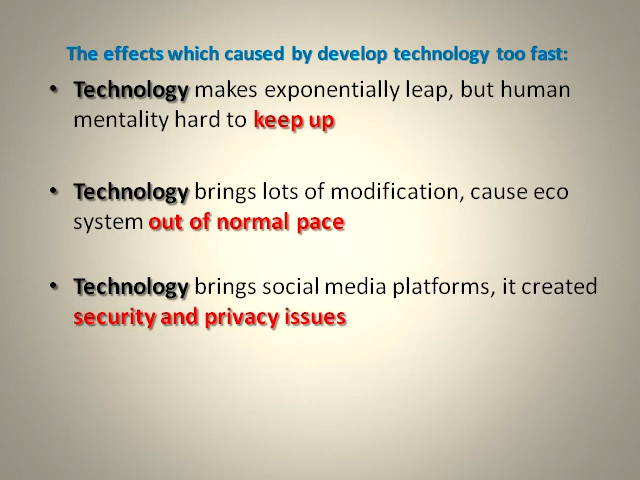 The effects which caused by develop technology too fast:
• Technology makes exponentially leap, but human
mentality hard to keep up
• Technology brings lots of modification, cause eco
system out of normal pace
• Technology brings social media platforms, it created
security and privacy issues